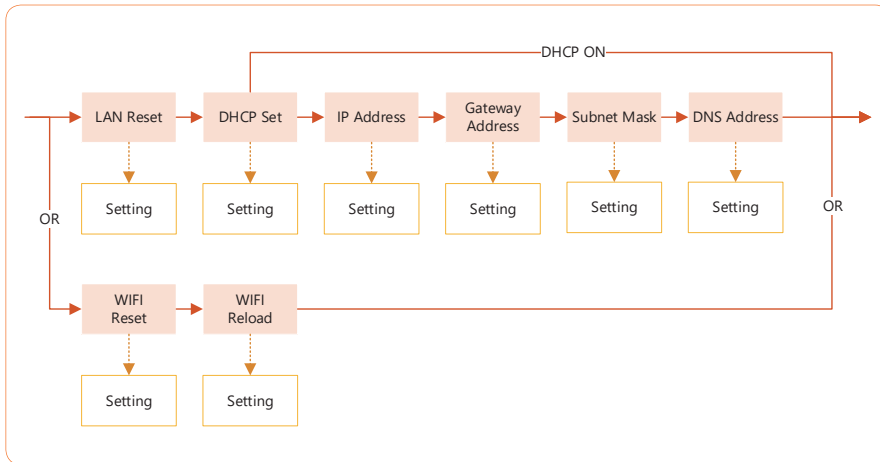 DHCP ON
LAN Reset
DHCP Set
IP Address
Gateway
Address
Subnet Mask
DNS Address
Setting
Setting
Setting
Setting
Setting
Setting
OR
OR
WIFI
Reset
WIFI
Reload
Setting
Setting